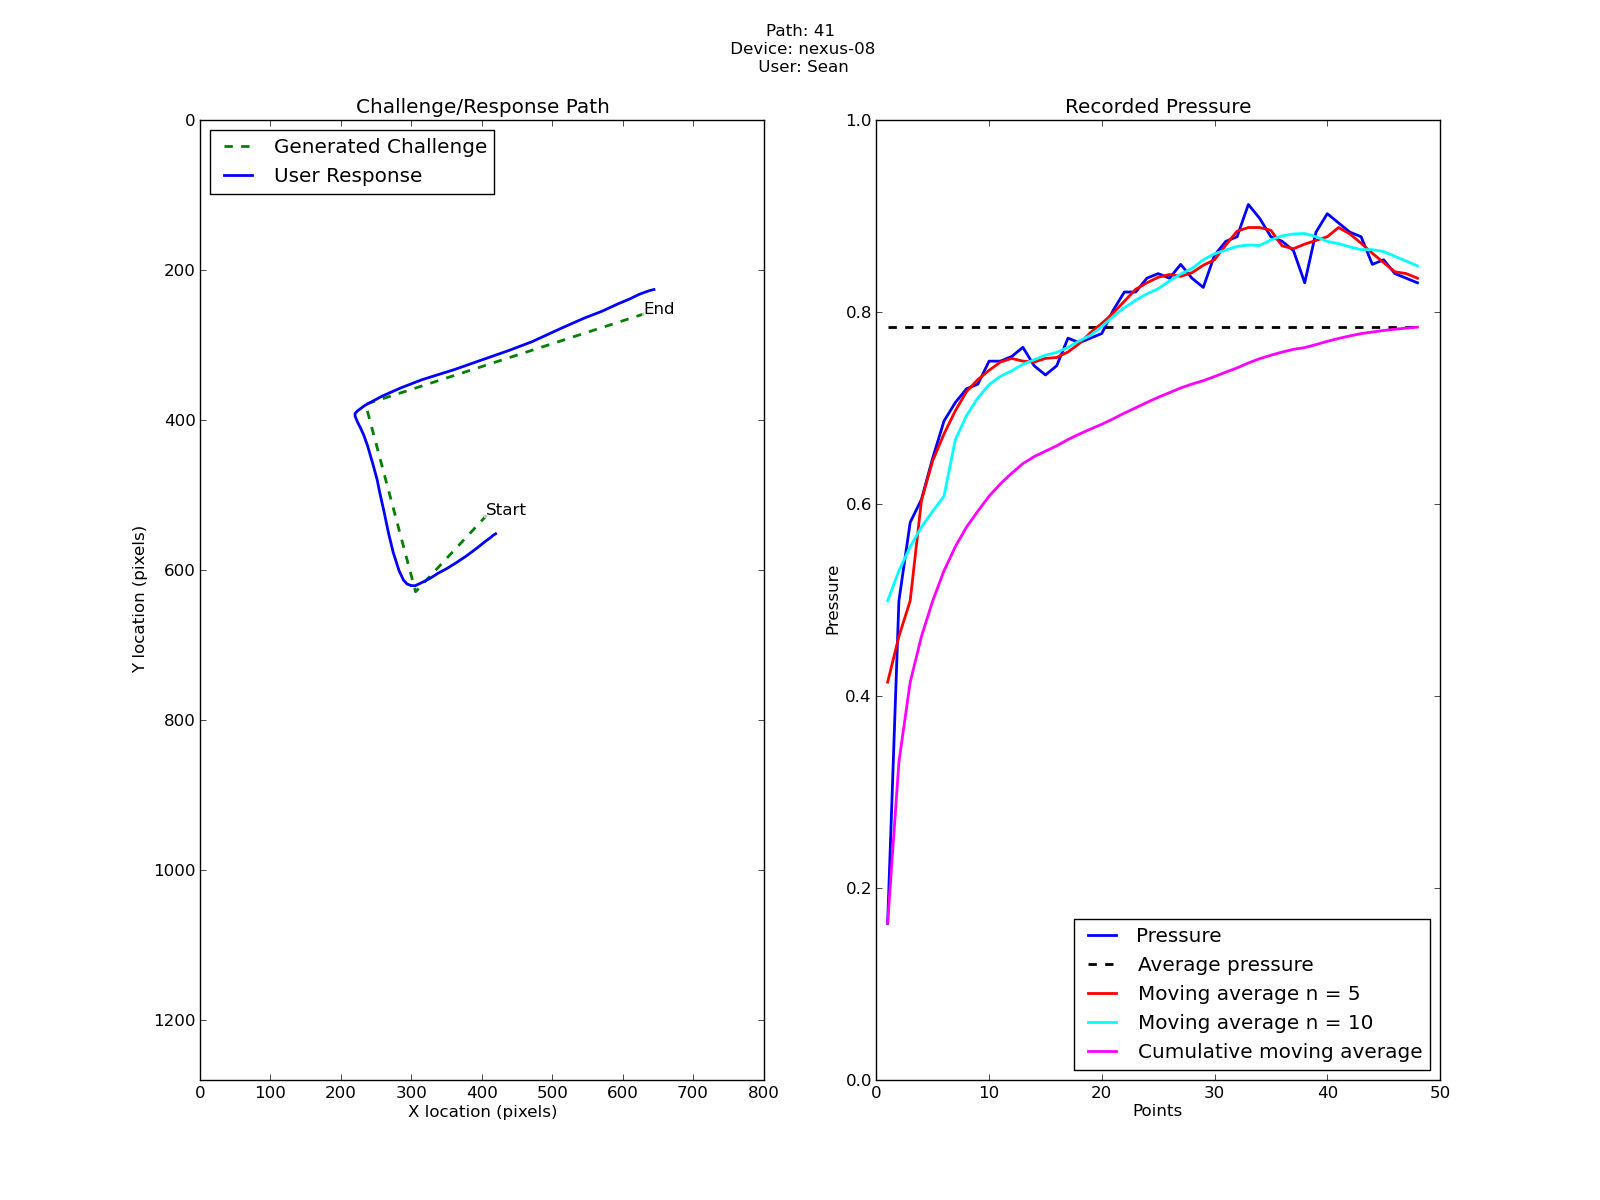 Path: 41
Device: nexus-08
User: Sean
Challenge/Response Path
Generated Challenge
User Response
End
Start
0
200
400
600
800
1000
1200
Y location (pixels)
0 100 200 300 400 500 600 700 800
X location (pixels)
Recorded Pressure
1.0
0.8
0.6
0.4
0.2
0.0
Pressure
Pressure
Average pressure
Moving average n = 5
Moving average n = 10
Cumulative moving average
0 10 20 30 40 50
Points